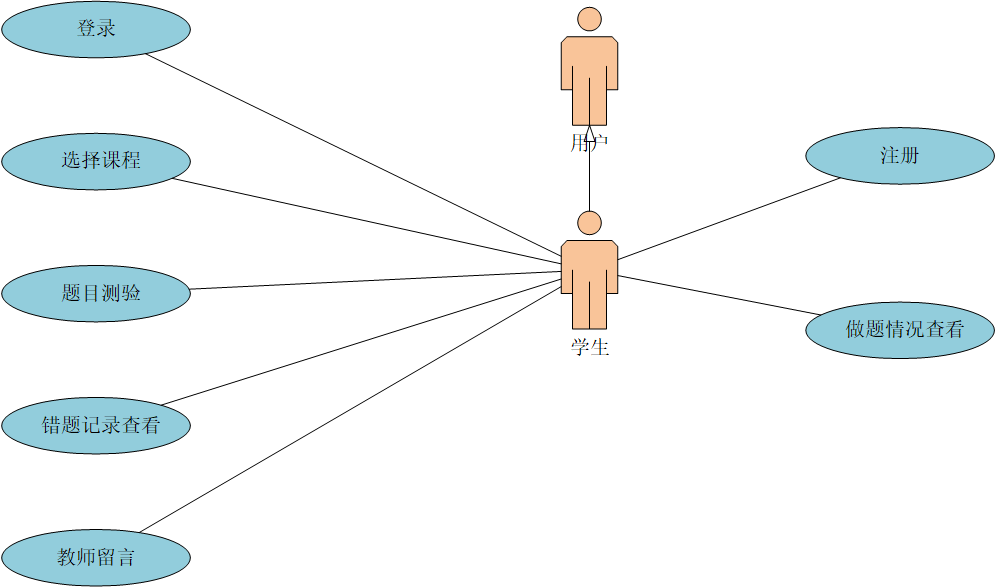 登录
用户
选择课程
注册
题目测验
学生
做题情况查看
错题记录查看
教师留言